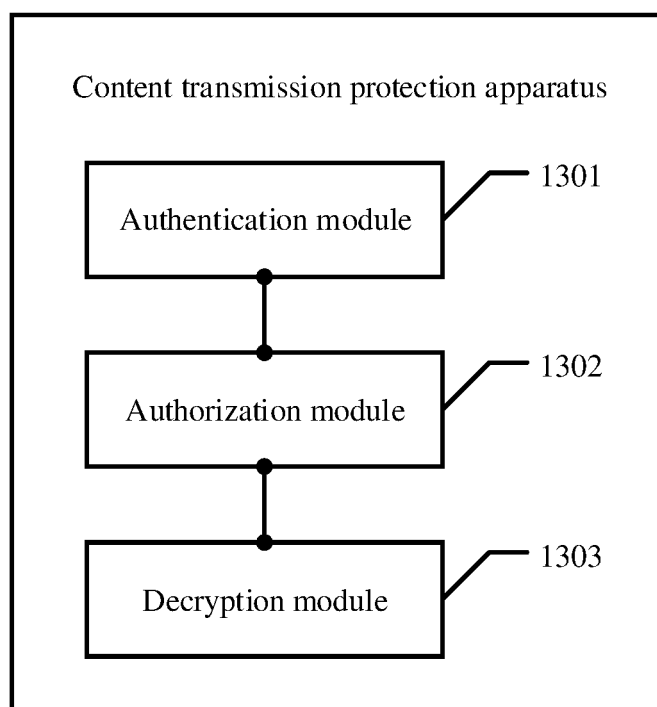 Content transmission protection apparatus
Authentication module
1301
Authorization module
1302
Decryption module
1303